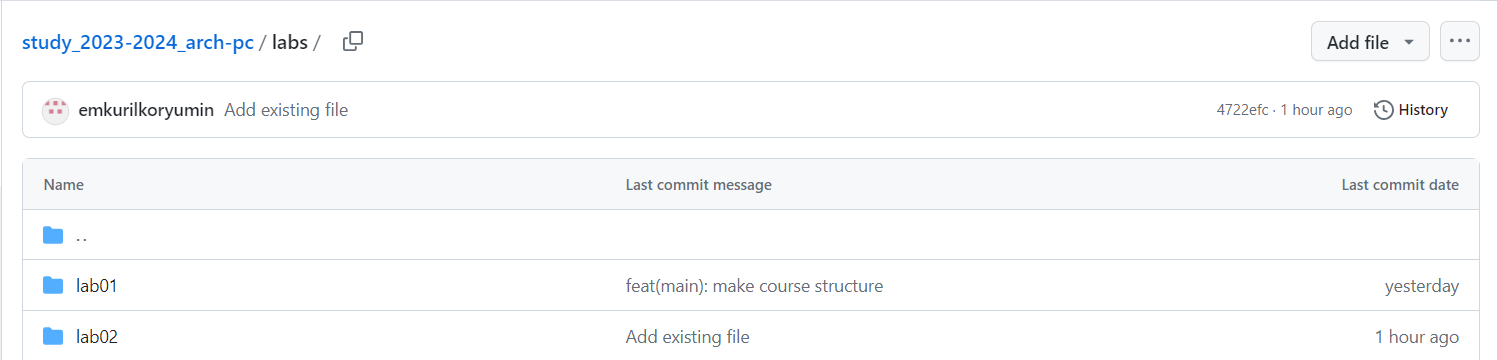 study_2023-2024_arch-pc / labs /
Add file
emkurilkoryumin Add existing file
4722efc · 1 hour ago
History
Name Last commit message Last commit date
..
lab01 feat(main): make course structure yesterday
lab02 Add existing file 1 hour ago